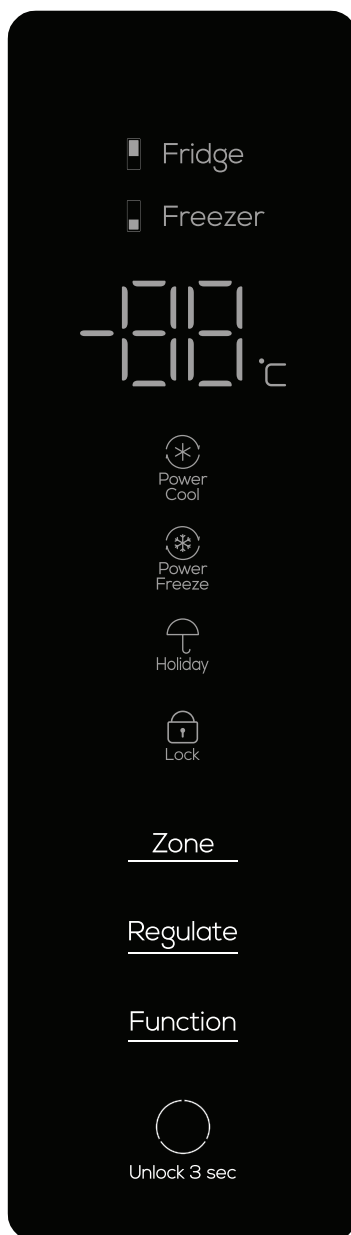 Fridge
Freezer
-88 °C
Power
Cool
Power
Freeze
Holiday
Lock
Zone
Regulate
Function
Unlock 3 sec